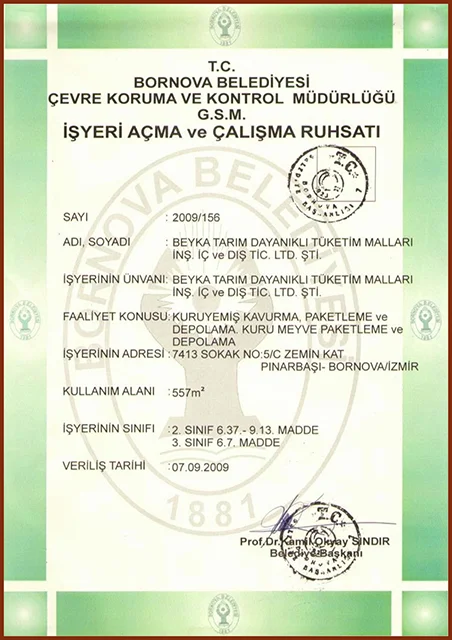 T.C.
BORNOVA BELEDİYESİ
ÇEVRE KORUMA VE KONTROL MÜDÜRLÜĞÜ
G.S.M.
İŞYERİ AÇMA ve ÇALIŞMA RUHSATI
T.C.
SAYI : 2009/156
ADI, SOYADI : BEYKA TARIM DAYANIKLI TÜKETİM MALLARI
İNŞ. İÇ ve DIŞ TİC. LTD. ŞTİ.
İŞYERİNİN ÜNVANI : BEYKA TARIM DAYANIKLI TÜKETİM MALLARI
İNŞ. İÇ ve DIŞ TİC. LTD. ŞTİ.
FAALİYET KONUSU : KURUYEMİŞ KAVURMA, PAKETLEME ve
DEPOLAMA. KURU MEYVE PAKETLEME ve
DEPOLAMA
İŞYERİNİN ADRESİ : 7413 SOKAK NO:5/C ZEMİN KAT
PINARBAŞI- BORNOVA/İZMİR
KULLANIM ALANI : 557m²
İŞYERİNİN SINIFI : 2. SINIF 6.37.- 9.13. MADDE
3. SINIF 6.7. MADDE
VERİLİŞ TARİHİ : 07.09.2009
BORNOVA BELEDİYESİ
1881
T.C.
Prof.Dr.Kamil Okyay SINDIR
Belediye Başkanı